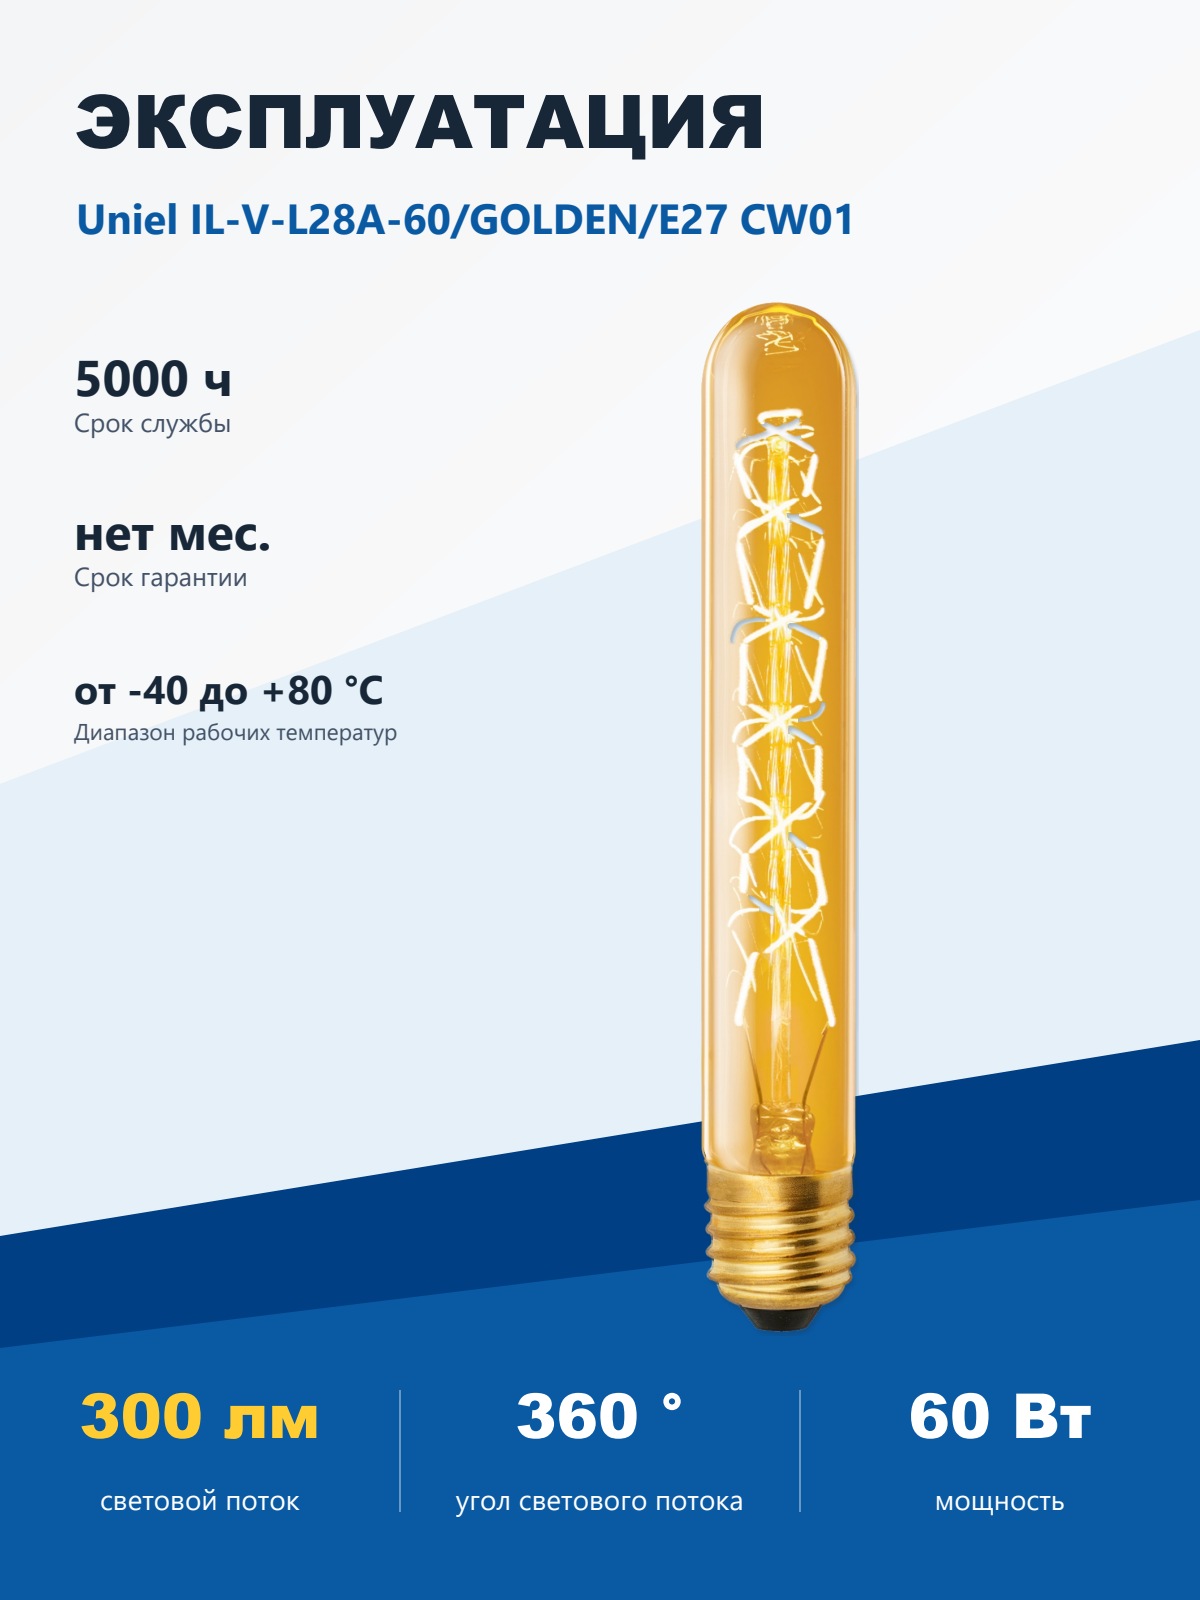 ЭКСПЛУАТАЦИЯ
Uniel IL-V-L28A-60/GOLDEN/E27 CW01
5000 ч
Срок службы
нет мес.
Срок гарантии
от -40 до +80 °C
Диапазон рабочих температур
300 лм
световой поток
360 °
угол светового потока
60 Вт
мощность